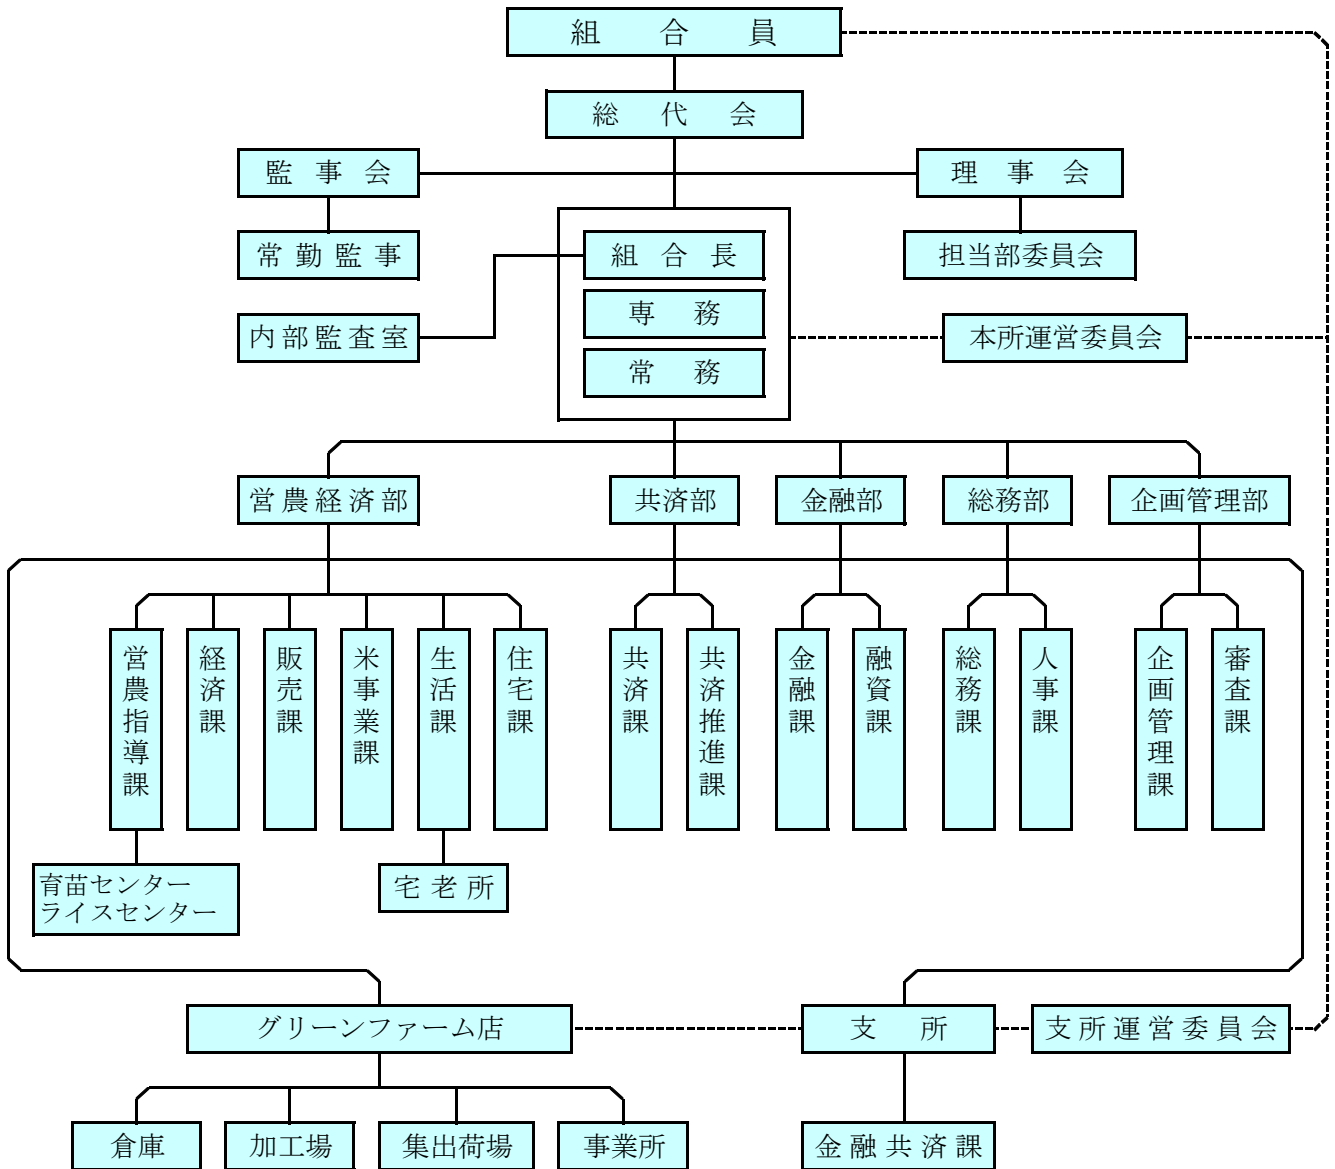 組合員
総代会
監事会
理事会
常勤監事
組合長
担当部委員会
専務
内部監査室
本所運営委員会
常務
営農経済部
共済部
金融部
総務部
企画管理部
営農指導課
経済課
販売課
米事業課
生活課
住宅課
共済課
共済推進課
金融課
融資課
総務課
人事課
企画管理課
審査課
育苗センター
ライスセンター
宅老所
グリーンファーム店
支所
支所運営委員会
倉庫
加工場
集出荷場
事業所
金融共済課